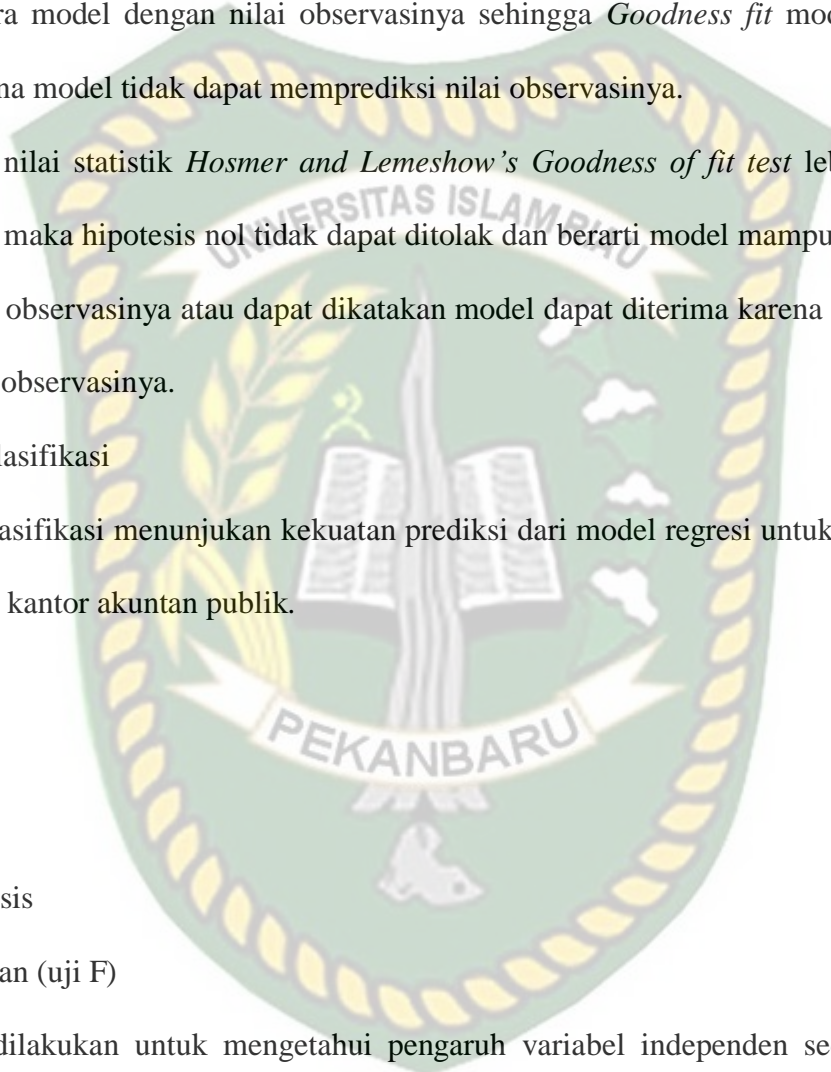 ra model dengan nilai observasinya sehingga Goodness fit mod
na model tidak dapat memprediksi nilai observasinya.
nilai statistik Hosmer and Lemeshow’s Goodness of fit test leb
UNIVERSITAS ISLAM RIAU
maka hipotesis nol tidak dapat ditolak dan berarti model mampu
observasinya atau dapat dikatakan model dapat diterima karena
observasinya.
lasifikasi
asifikasi menunjukan kekuatan prediksi dari model regresi untuk
kantor akuntan publik.
PEKANBARU
sis
an (uji F)
dilakukan untuk mengetahui pengaruh variabel independen se